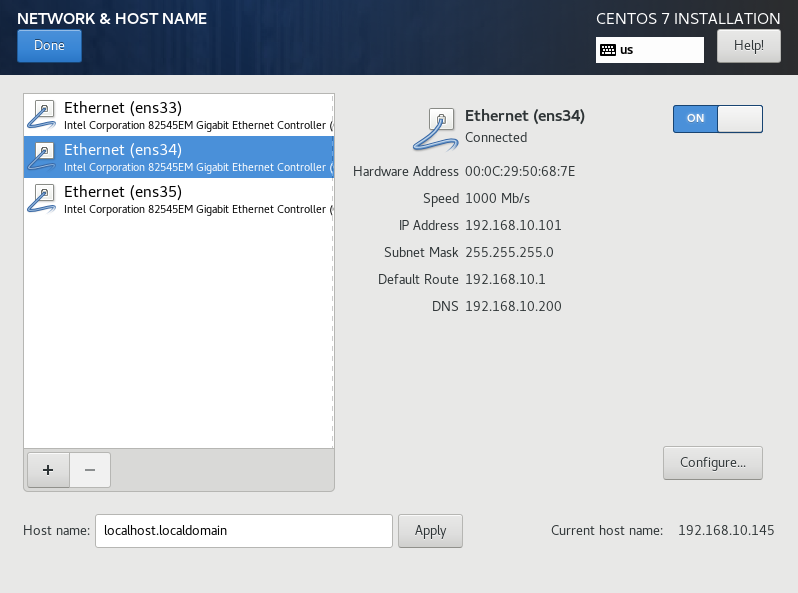 NETWORK & HOST NAME
CENTOS 7 INSTALLATION
Done
us
Help!
Ethernet (ens33)
Intel Corporation 82545EM Gigabit Ethernet Controller (
Ethernet (ens34)
Intel Corporation 82545EM Gigabit Ethernet Controller (
Ethernet (ens35)
Intel Corporation 82545EM Gigabit Ethernet Controller (
Ethernet (ens34)
Connected
ON
Hardware Address 00:0C:29:50:68:7E
Speed 1000 Mb/s
IP Address 192.168.10.101
Subnet Mask 255.255.255.0
Default Route 192.168.10.1
DNS 192.168.10.200
+ −
Configure...
Host name: localhost.localdomain Apply Current host name: 192.168.10.145